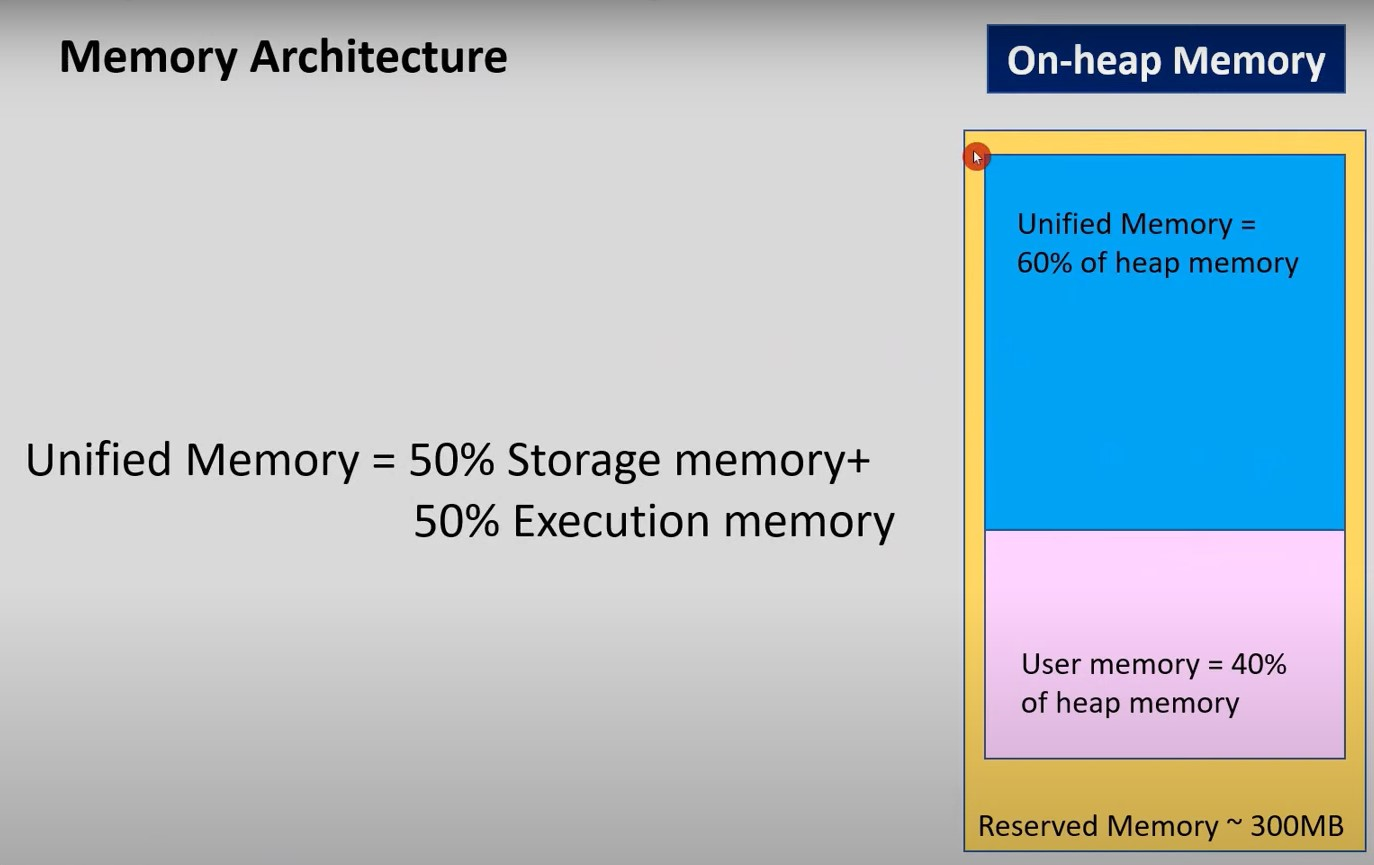 Memory Architecture
On-heap Memory
Unified Memory =
60% of heap memory
Unified Memory = 50% Storage memory+
50% Execution memory
User memory = 40%
of heap memory
Reserved Memory ~ 300MB